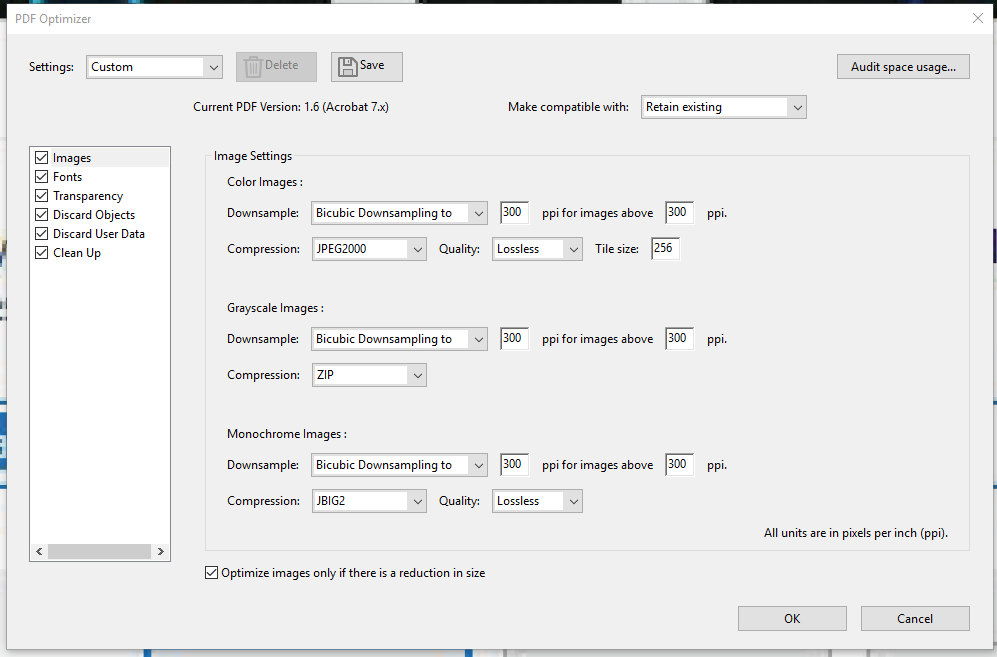 PDF Optimizer
Settings: Custom Delete Save Audit space usage...
Current PDF Version: 1.6 (Acrobat 7.x) Make compatible with: Retain existing
Images
Fonts
Transparency
Discard Objects
Discard User Data
Clean Up
Image Settings
Color Images :
Downsample: Bicubic Downsampling to 300 ppi for images above 300 ppi.
Compression: JPEG2000 Quality: Lossless Tile size: 256
Grayscale Images :
Downsample: Bicubic Downsampling to 300 ppi for images above 300 ppi.
Compression: ZIP
Monochrome Images :
Downsample: Bicubic Downsampling to 300 ppi for images above 300 ppi.
Compression: JBIG2 Quality: Lossless
All units are in pixels per inch (ppi).
Optimize images only if there is a reduction in size
OK Cancel